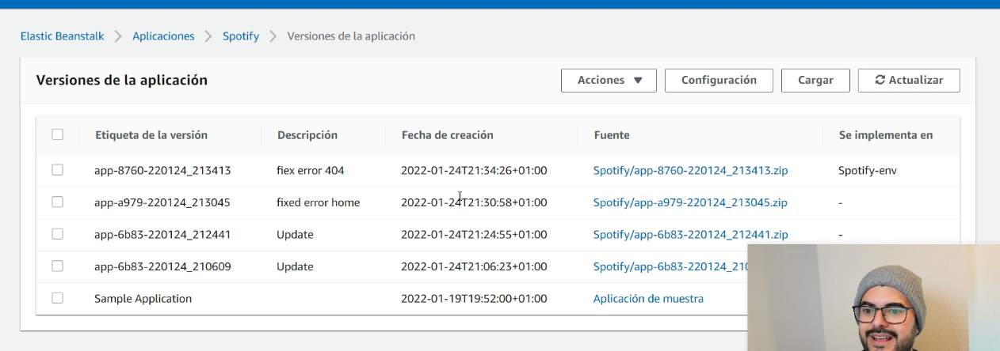 Elastic Beanstalk > Aplicaciones > Spotify > Versiones de la aplicación
Versiones de la aplicación Acciones ▼ Configuración Cargar Actualizar
Etiqueta de la versión Descripción Fecha de creación Fuente Se implementa en
app-8760-220124_213413 fiex error 404 2022-01-24T21:34:26+01:00 Spotify/app-8760-220124_213413.zip Spotify-env
app-a979-220124_213045 fixed error home 2022-01-24T21:30:58+01:00 Spotify/app-a979-220124_213045.zip -
app-6b83-220124_212441 Update 2022-01-24T21:24:55+01:00 Spotify/app-6b83-220124_212441.zip -
app-6b83-220124_210609 Update 2022-01-24T21:06:23+01:00 Spotify/app-6b83-220124_210
Sample Application 2022-01-19T19:52:00+01:00 Aplicación de muestra